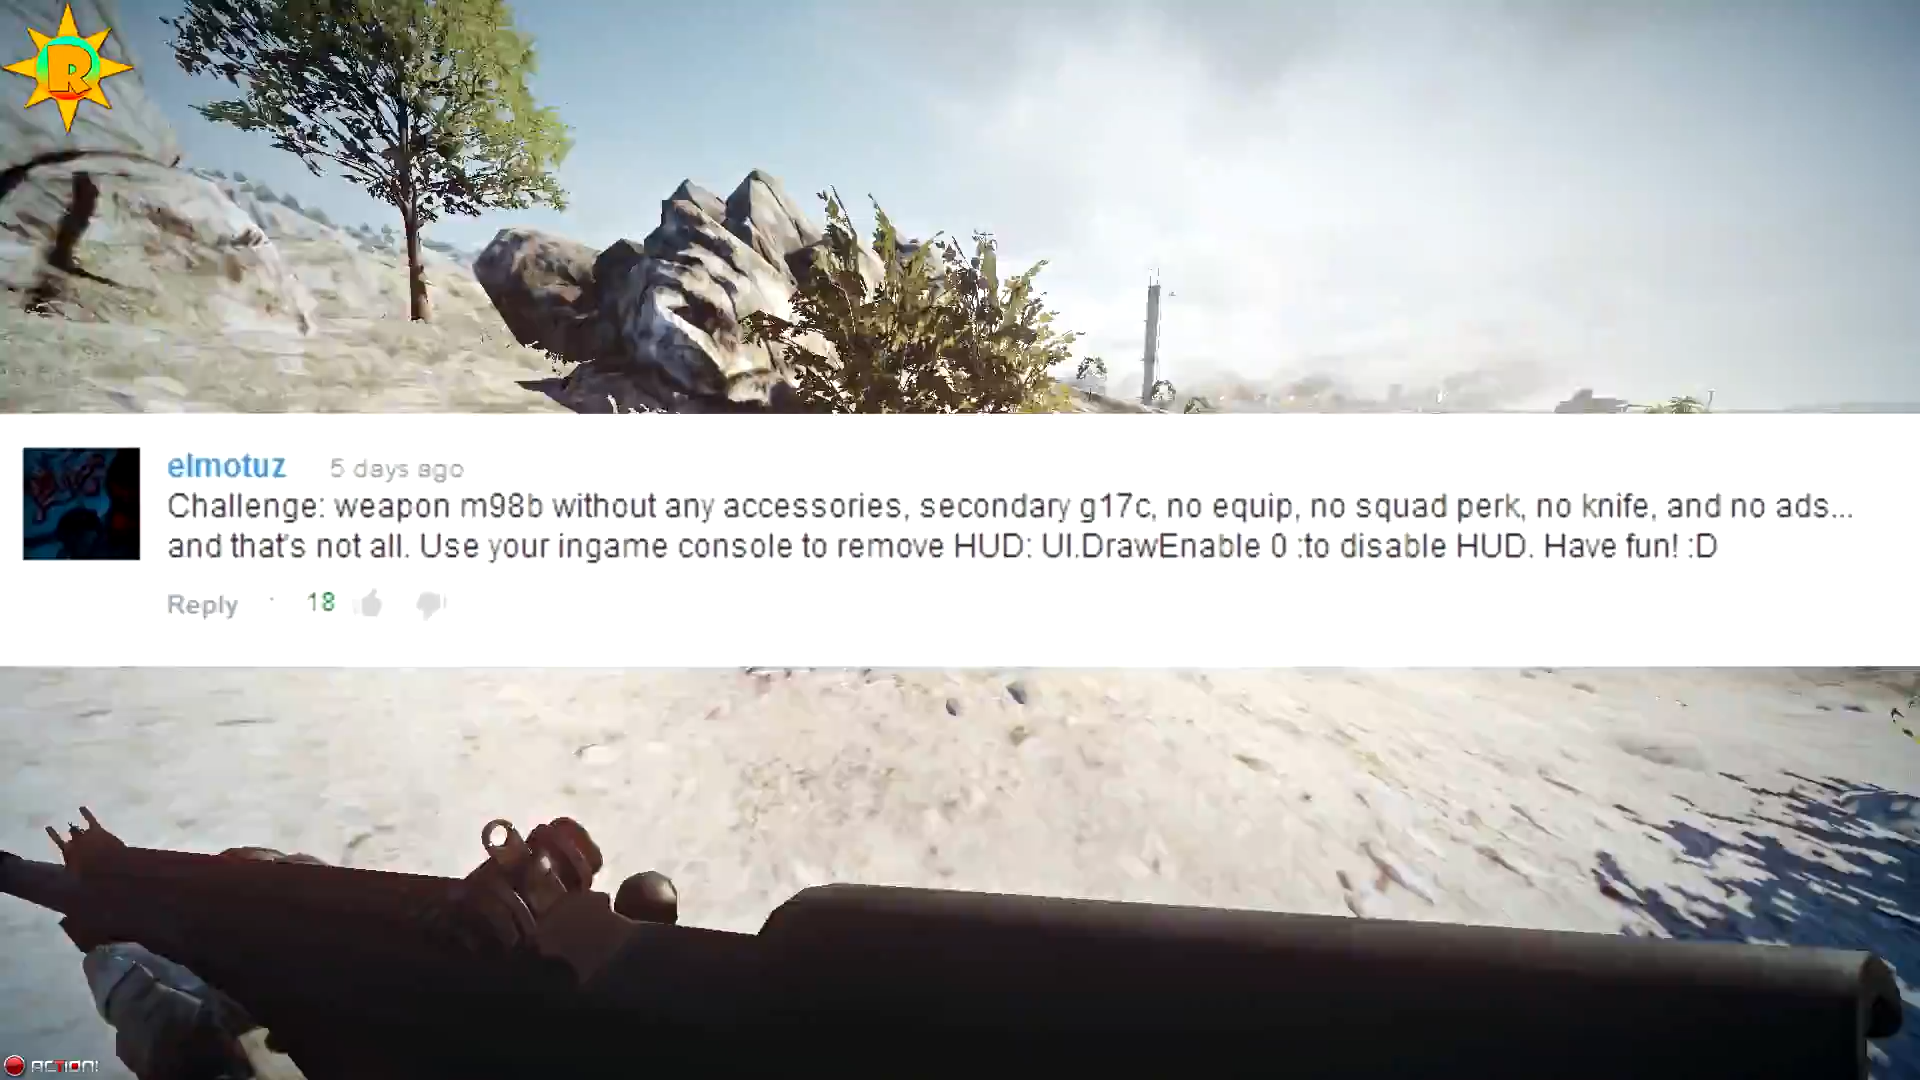 R
elmotuz 5 days ago
Challenge: weapon m98b without any accessories, secondary g17c, no equip, no squad perk, no knife, and no ads...
and that's not all. Use your ingame console to remove HUD: UI.DrawEnable 0 :to disable HUD. Have fun! :D
Reply · 18
ACTION!